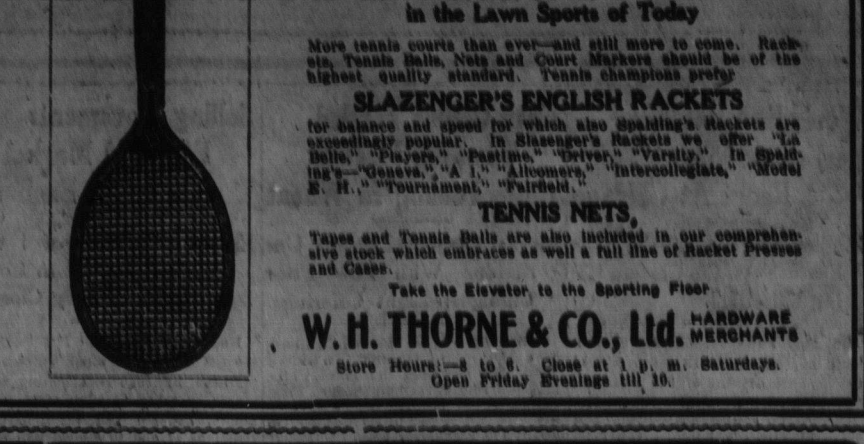 in the Lawn Sports of Today
More tennis courts than ever—and still more to come. Rack-
ets, Tennis Balls, Nets and Court Markers should be of the
highest quality standard. Tennis champions prefer
SLAZENGER'S ENGLISH RACKETS
for balance and speed for which also Spalding's Rackets are
exceedingly popular. In Slazenger's Rackets we offer "La
Belle," "Players," "Pastime," "Driver," "Varsity." In Spald-
ing's—"Geneva," "A 1," "Allcomers," "Intercollegiate," "Model
E. H.," "Tournament," "Fairfield."
TENNIS NETS,
Tapes and Tennis Balls are also included in our comprehen-
sive stock which embraces as well a full line of Racket Presses
and Cases.
Take the Elevator to the Sporting Floor
W. H. THORNE & CO., Ltd. HARDWARE MERCHANTS
Store Hours:—8 to 6. Close at 1 p. m. Saturdays.
Open Friday Evenings till 10.